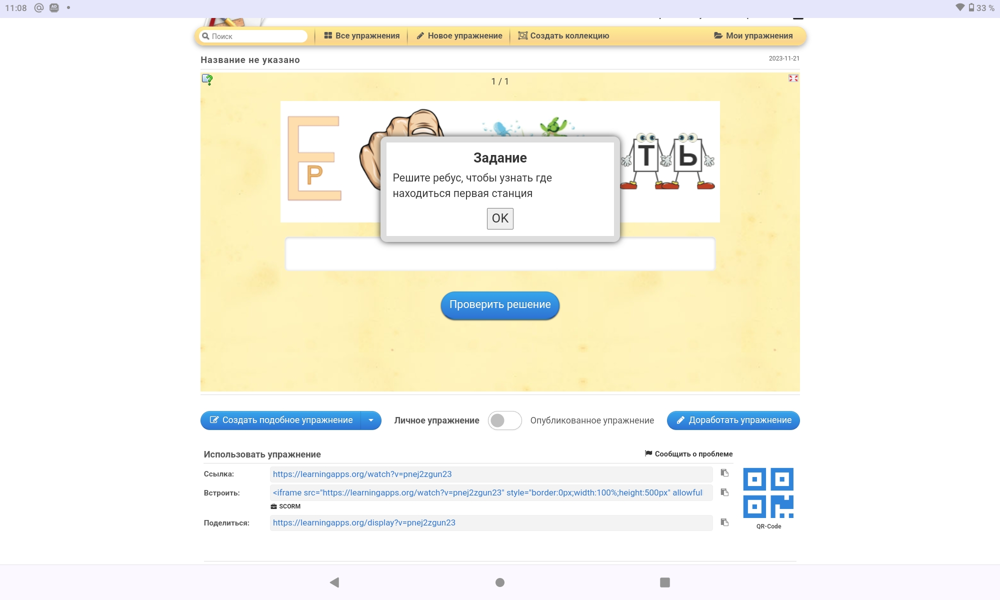 11:08
33 %
Поиск
Все упражнения
Новое упражнение
Создать коллекцию
Мои упражнения
Название не указано
2023-11-21
1 / 1
Е
Р
Т Ь
Задание
Решите ребус, чтобы узнать где
находиться первая станция
OK
Проверить решение
Создать подобное упражнение
Личное упражнение
Опубликованное упражнение
Доработать упражнение
Использовать упражнение
Сообщить о проблеме
Ссылка:
https://learningapps.org/watch?v=pnej2zgun23
Встроить:
<iframe src="https://learningapps.org/watch?v=pnej2zgun23" style="border:0px;width:100%;height:500px" allowful
SCORM
Поделиться:
https://learningapps.org/display?v=pnej2zgun23
QR-Code